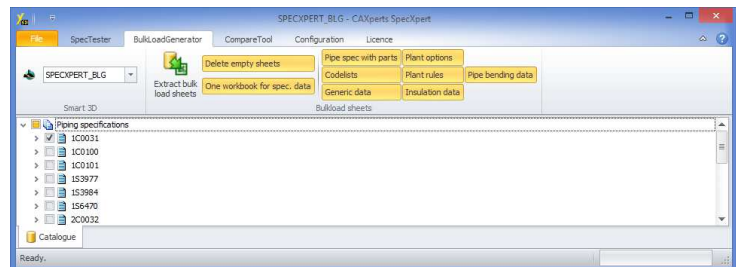 SPECXPERT_BLG - CAXperts SpecXpert
File SpecTester BulkLoadGenerator CompareTool Configuration Licence
SPECXPERT_BLG
Smart 3D
Extract bulk
load sheets
Delete empty sheets
One workbook for spec. data
Pipe spec with parts Plant options
Codelists Plant rules Pipe bending data
Generic data Insulation data
Bulkload sheets
Piping specifications
1C0031
1C0100
1C0101
1S3977
1S3984
1S6470
2C0032
Catalogue
Ready.